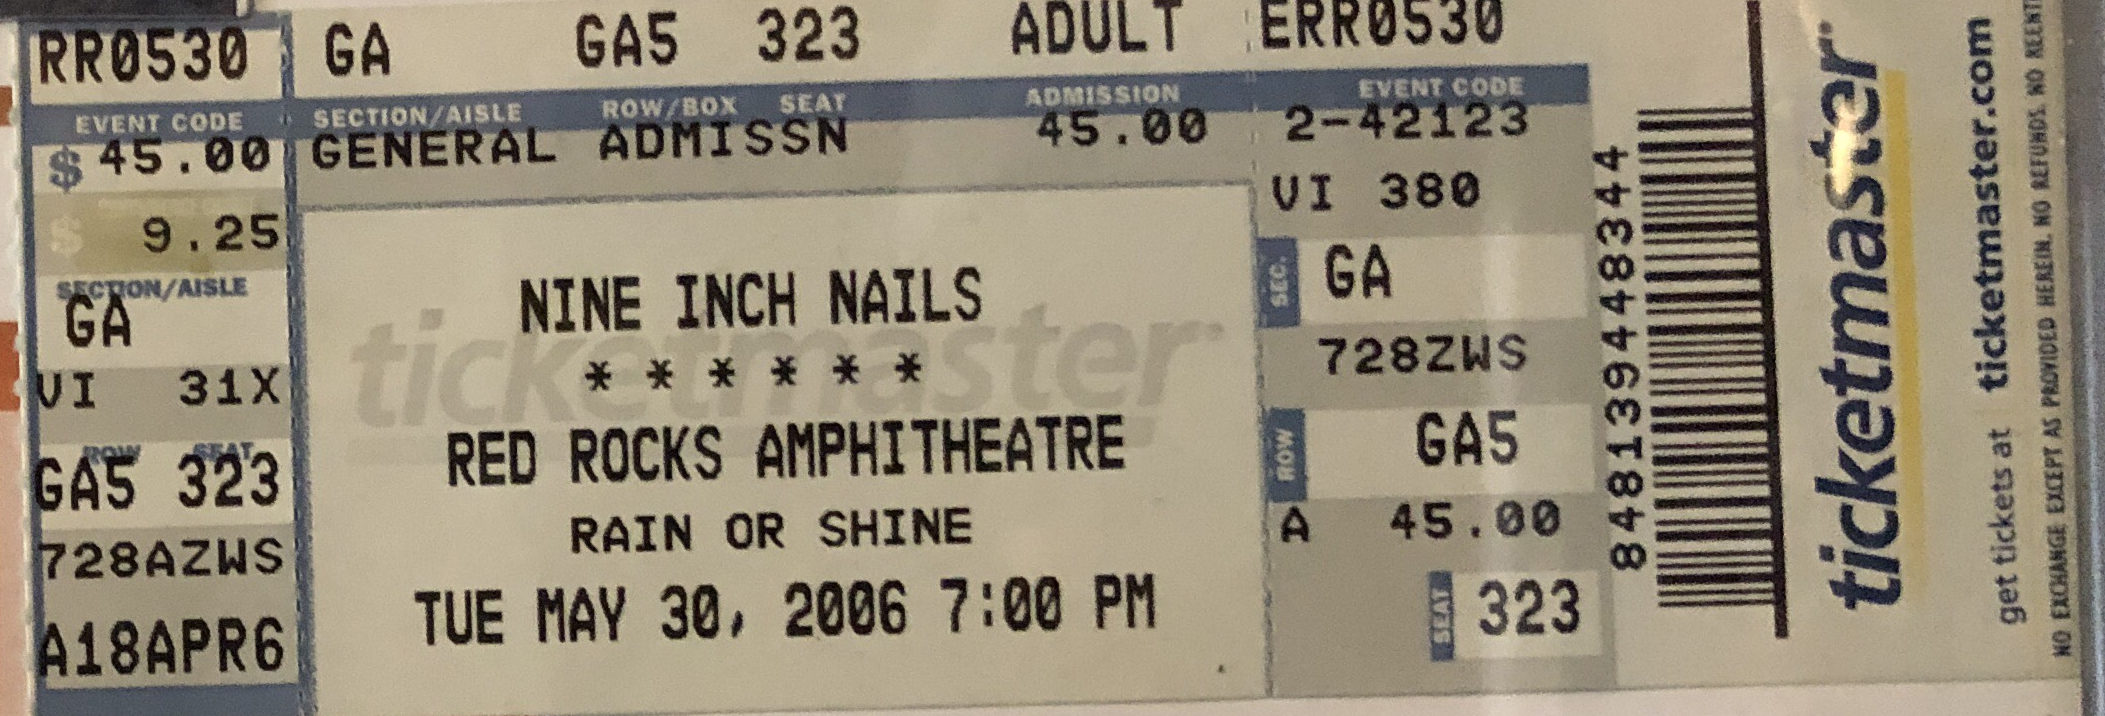 RR0530 GA GA5 323 ADULT ERR0530
EVENT CODE SECTION/AISLE ROW/BOX SEAT ADMISSION EVENT CODE
$ 45.00 GENERAL ADMISSN 45.00 2-42123
$ 9.25
VI 380
SECTION/AISLE
GA
SEC. GA
VI 31X
728ZWS
ROW SEAT
GA5 323
ROW GA5
728AZWS
A 45.00
A18APR6
SEAT 323
ticketmaster
NINE INCH NAILS
* * * * * *
RED ROCKS AMPHITHEATRE
RAIN OR SHINE
TUE MAY 30, 2006 7:00 PM
848139448344
ticketmaster
get tickets at ticketmaster.com
NO EXCHANGE EXCEPT AS PROVIDED HEREIN. NO REFUNDS. NO